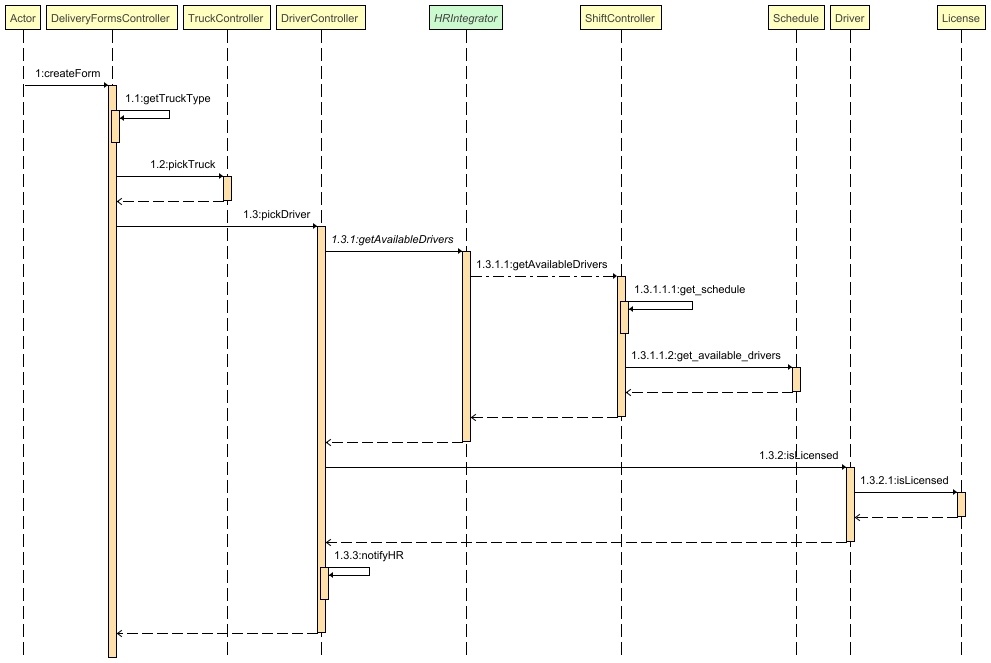 Actor
DeliveryFormsController
TruckController
DriverController
HRIntegrator
ShiftController
Schedule
Driver
License
1:createForm
1.1:getTruckType
1.2:pickTruck
1.3:pickDriver
1.3.1:getAvailableDrivers
1.3.1.1:getAvailableDrivers
1.3.1.1.1:get_schedule
1.3.1.1.2:get_available_drivers
1.3.2:isLicensed
1.3.2.1:isLicensed
1.3.3:notifyHR